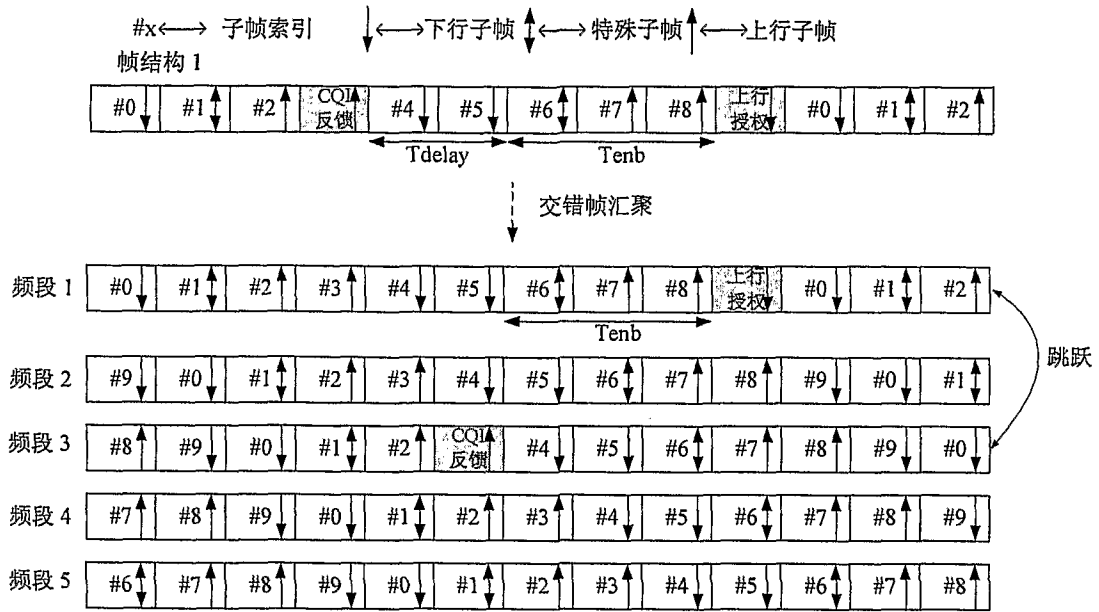 #x 子帧索引 下行子帧 特殊子帧 上行子帧
帧结构 1
#0 #1 #2 CQI 反馈 #4 #5 #6 #7 #8 上行 授权 #0 #1 #2
Tdelay Tenb
交错帧汇聚
频段 1 #0 #1 #2 #3 #4 #5 #6 #7 #8 上行 授权 #0 #1 #2
Tenb
跳跃
频段 2 #9 #0 #1 #2 #3 #4 #5 #6 #7 #8 #9 #0 #1
频段 3 #8 #9 #0 #1 #2 CQI 反馈 #4 #5 #6 #7 #8 #9 #0
频段 4 #7 #8 #9 #0 #1 #2 #3 #4 #5 #6 #7 #8 #9
频段 5 #6 #7 #8 #9 #0 #1 #2 #3 #4 #5 #6 #7 #8